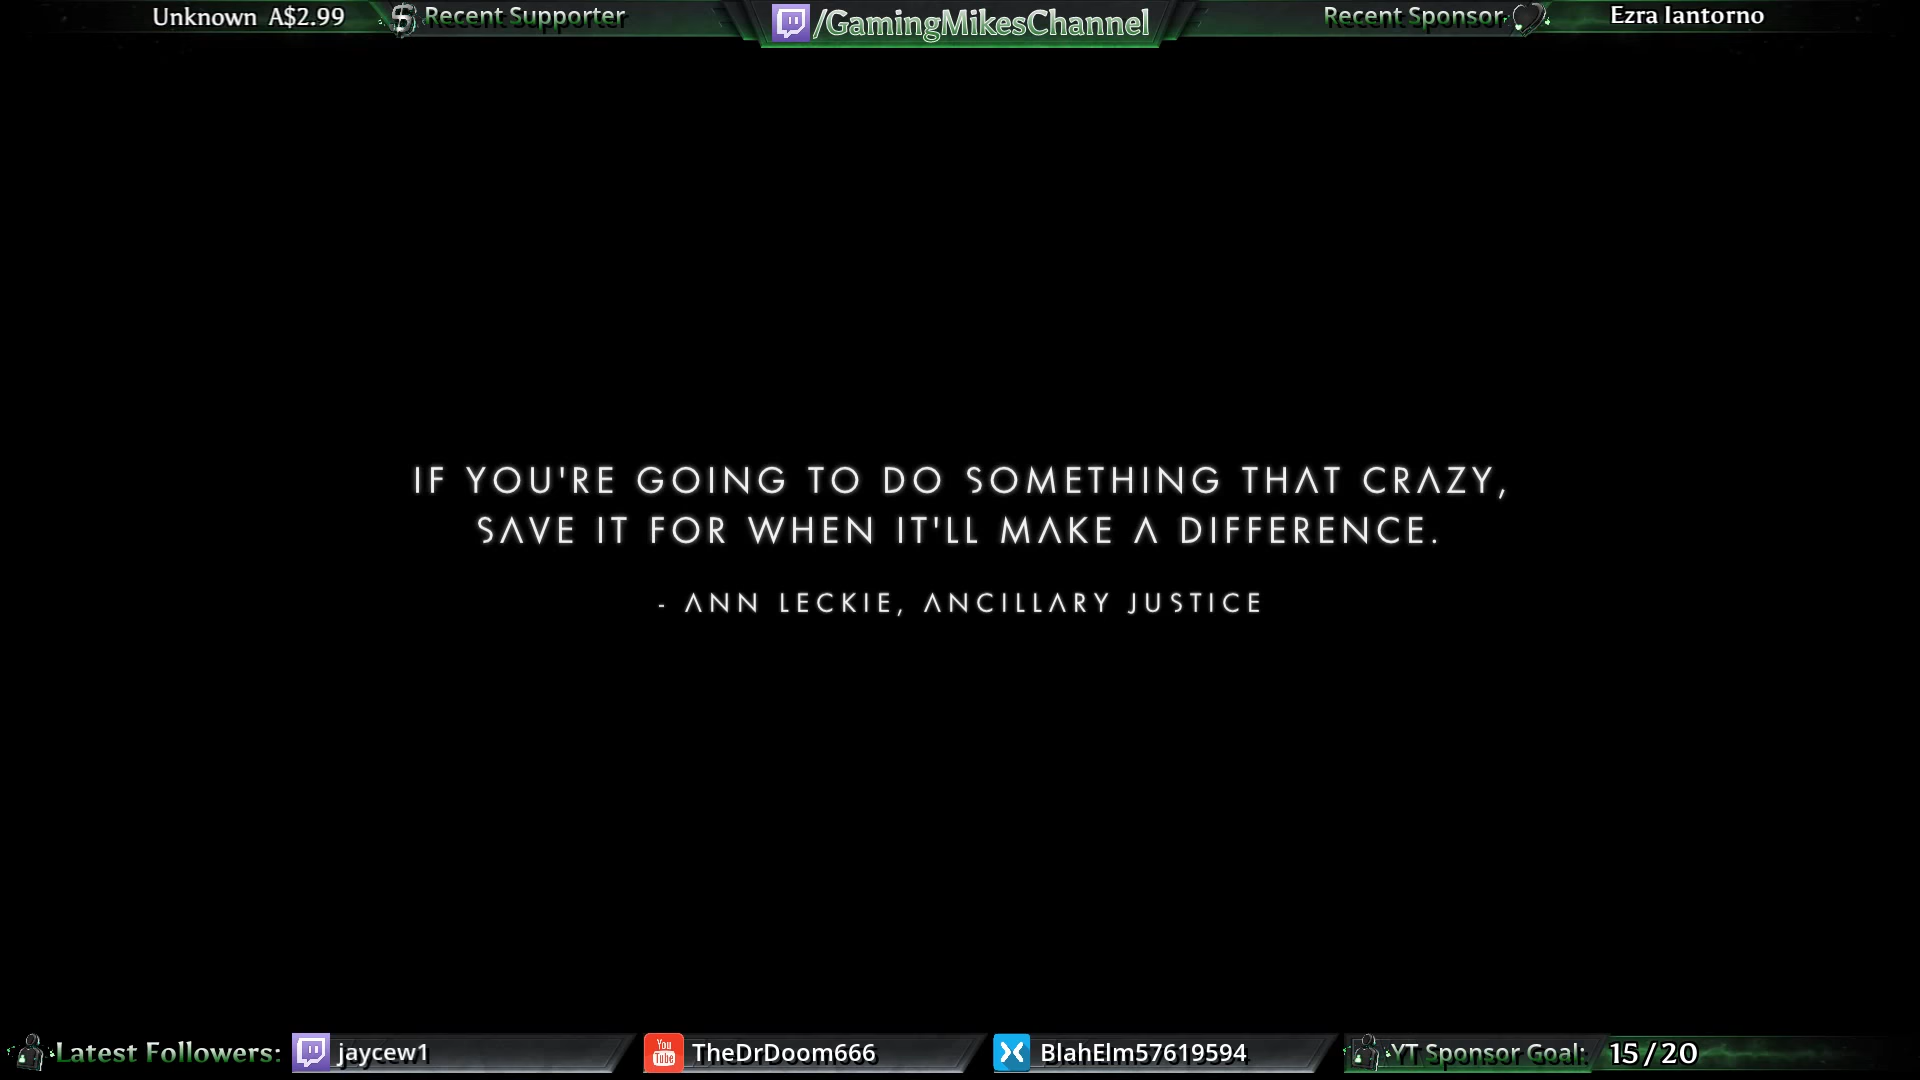 Unknown A$2.99 Recent Supporter /GamingMikesChannel Recent Sponsor Ezra Iantorno
IF YOU'RE GOING TO DO SOMETHING THAT CRAZY,
SAVE IT FOR WHEN IT'LL MAKE A DIFFERENCE.
- ANN LECKIE, ANCILLARY JUSTICE
Latest Followers: jaycew1 You Tube TheDrDoom666 BlahElm57619594 YT Sponsor Goal: 15/20